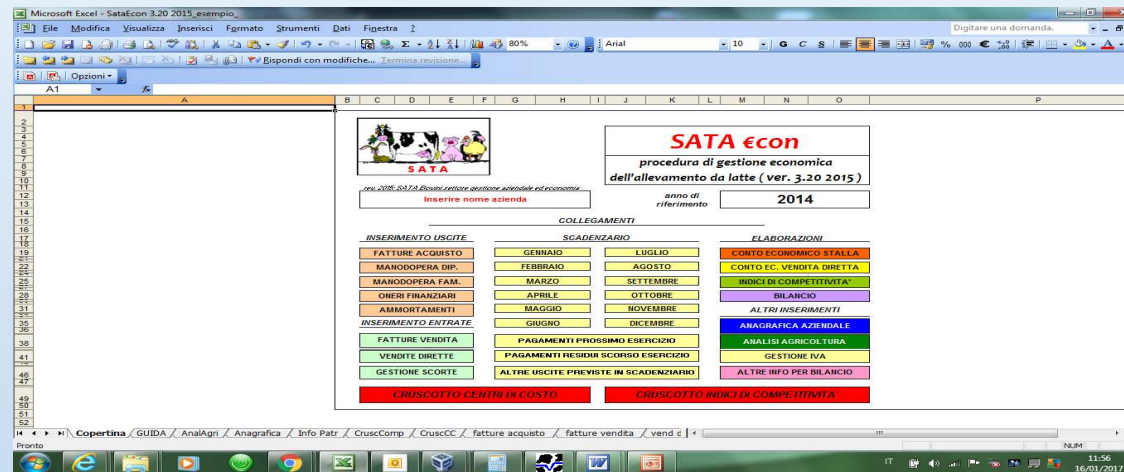 Microsoft Excel - SataEcon 3.20 2015_esempio_
File Modifica Visualizza Inserisci Formato Strumenti Dati Finestra ? Digitare una domanda.
80% Arial 10 G C S % 000 €
Rispondi con modifiche... Termina revisione...
Opzioni
A1 fx
A B C D E F G H I J K L M N O P
SATA
SATA €con
procedura di gestione economica
dell'allevamento da latte ( ver. 3.20 2015 )
rev. 2015: SATA Bovini settore gestione aziendale ed economia
Inserire nome azienda
anno di riferimento
2014
COLLEGAMENTI
INSERIMENTO USCITE SCADENZARIO ELABORAZIONI
FATTURE ACQUISTO GENNAIO LUGLIO CONTO ECONOMICO STALLA
MANODOPERA DIP. FEBBRAIO AGOSTO CONTO EC. VENDITA DIRETTA
MANODOPERA FAM. MARZO SETTEMBRE INDICI DI COMPETITIVITA'
ONERI FINANZIARI APRILE OTTOBRE BILANCIO
AMMORTAMENTI MAGGIO NOVEMBRE ALTRI INSERIMENTI
INSERIMENTO ENTRATE GIUGNO DICEMBRE ANAGRAFICA AZIENDALE
FATTURE VENDITA PAGAMENTI PROSSIMO ESERCIZIO ANALISI AGRICOLTURA
VENDITE DIRETTE PAGAMENTI RESIDUI SCORSO ESERCIZIO GESTIONE IVA
GESTIONE SCORTE ALTRE USCITE PREVISTE IN SCADENZIARIO ALTRE INFO PER BILANCIO
CRUSCOTTO CENTRI DI COSTO CRUSCOTTO INDICI DI COMPETITIVITA'
Copertina / GUIDA / AnalAgri / Anagrafica / Info Patr / CruscComp / CruscCC / fatture acquisto / fatture vendita / vend c
Pronto NUM
IT 11:56
16/01/2017